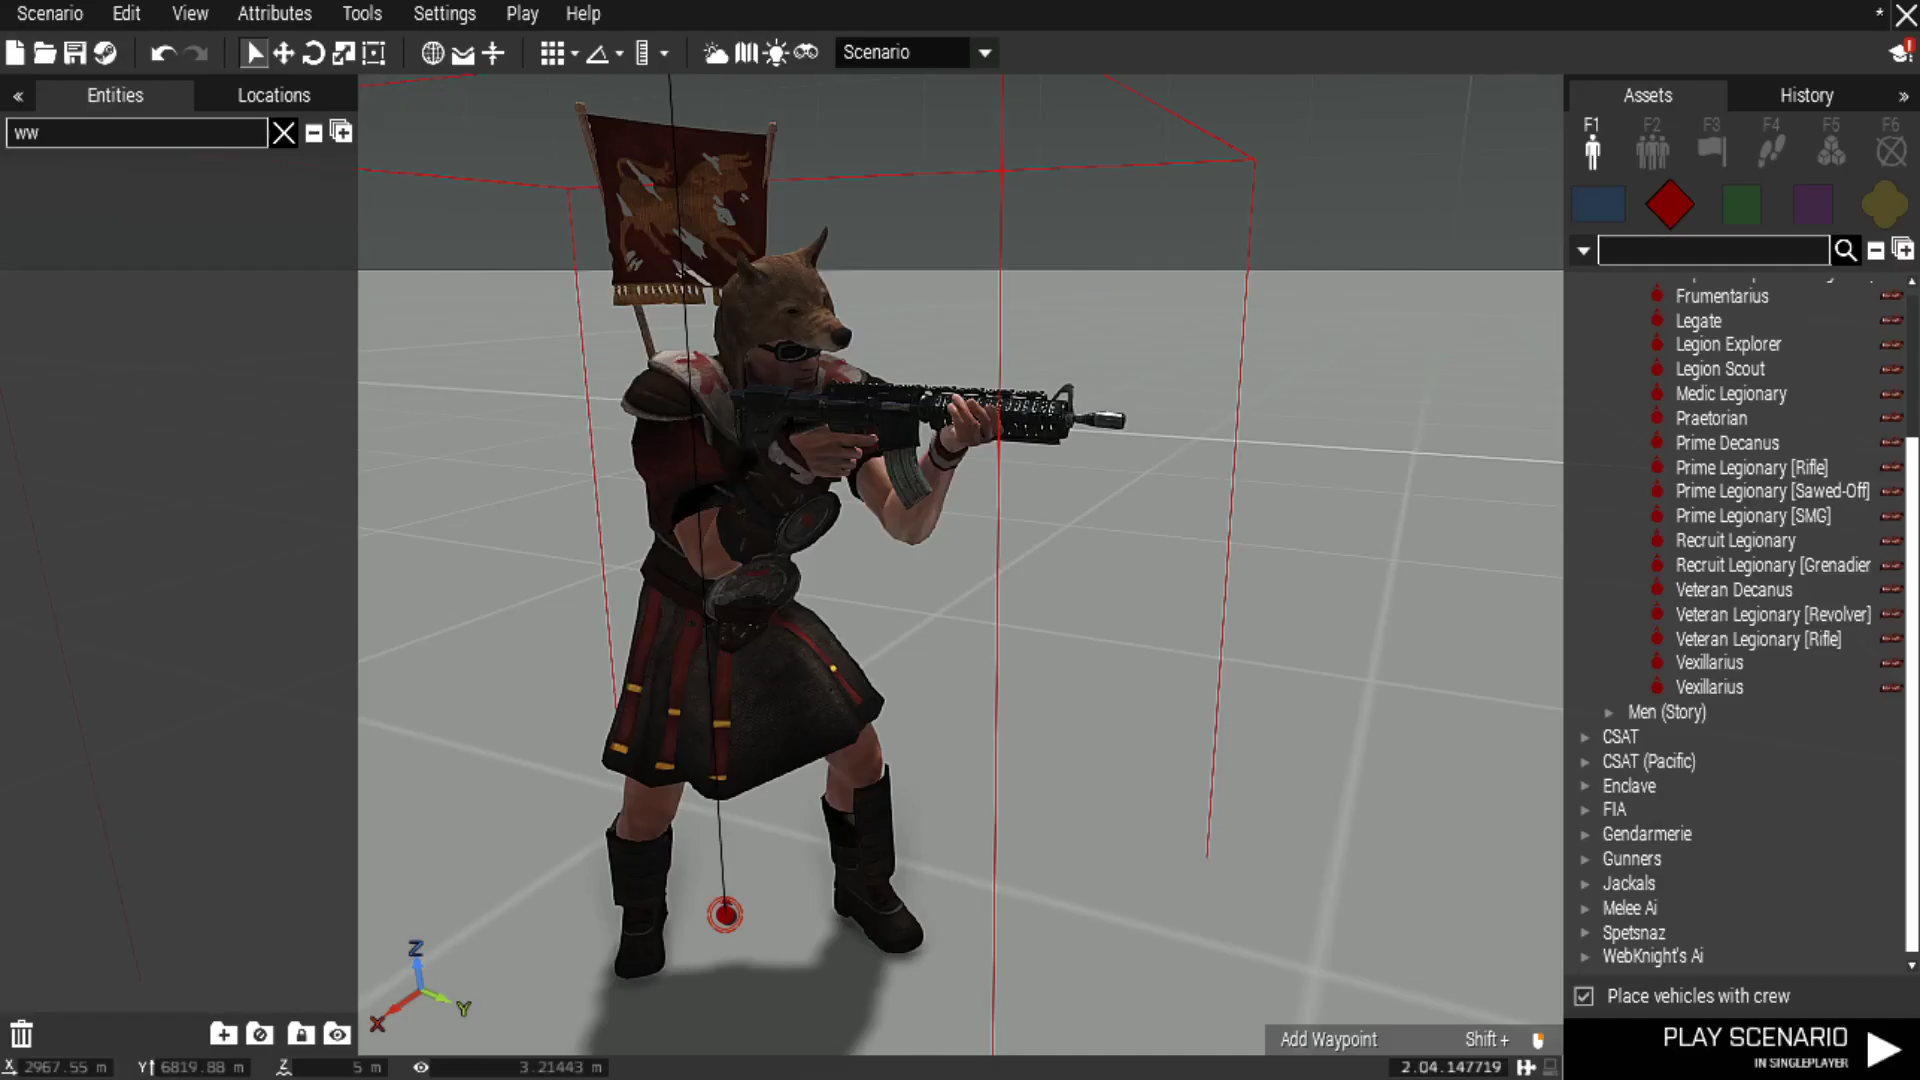 Scenario Edit View Attributes Tools Settings Play Help
Scenario
Entities Locations
ww
Assets History
F1 F2 F3 F4 F5 F6
Frumentarius
Legate
Legion Explorer
Legion Scout
Medic Legionary
Praetorian
Prime Decanus
Prime Legionary [Rifle]
Prime Legionary [Sawed-Off]
Prime Legionary [SMG]
Recruit Legionary
Recruit Legionary [Grenadier
Veteran Decanus
Veteran Legionary [Revolver]
Veteran Legionary [Rifle]
Vexillarius
Vexillarius
Men (Story)
CSAT
CSAT (Pacific)
Enclave
FIA
Gendarmerie
Gunners
Jackals
Melee Ai
Spetsnaz
WebKnight's Ai
Place vehicles with crew
Z
Y
X
Add Waypoint Shift +
PLAY SCENARIO
IN SINGLEPLAYER
X 2967.55 m Y 6819.88 m Z 5 m 3.21443 m 2.04.147719